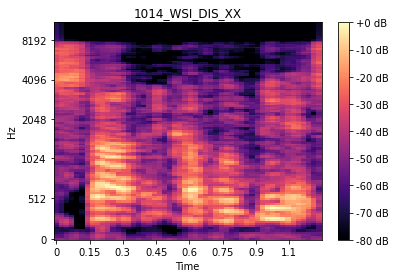 1014_WSI_DIS_XX
Hz
8192
4096
2048
1024
512
0
0
0.15
0.3
0.45
0.6
0.75
0.9
1.1
Time
+0 dB
-10 dB
-20 dB
-30 dB
-40 dB
-50 dB
-60 dB
-70 dB
-80 dB